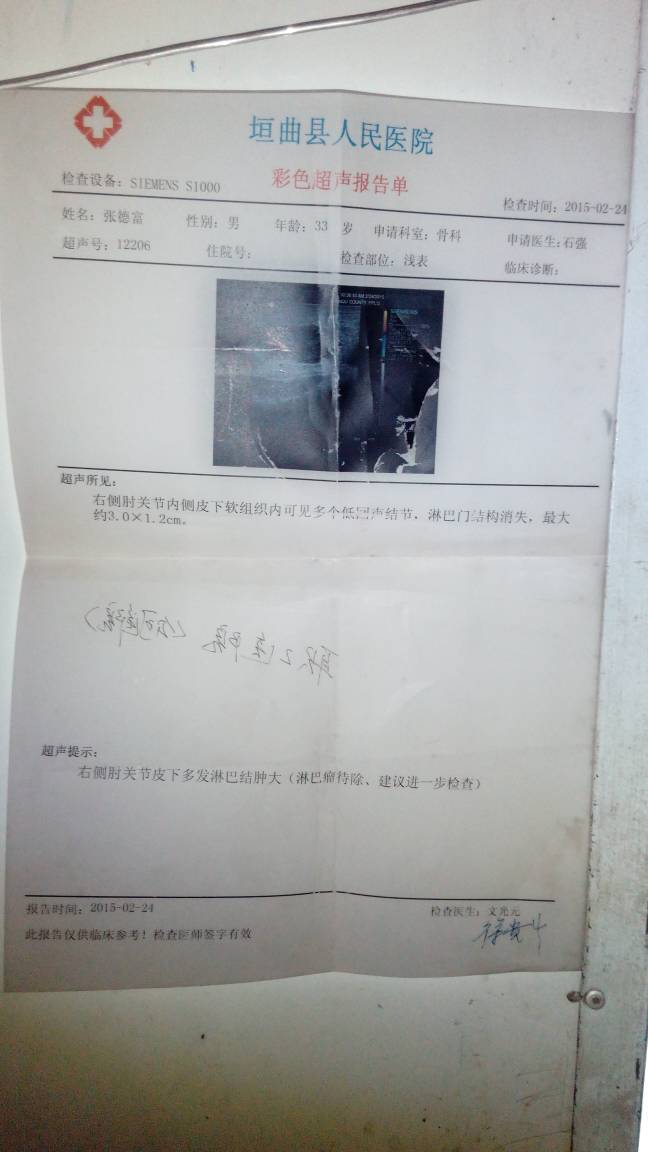 垣曲县人民医院
彩色超声报告单
检查设备：SIEMENS S1000
检查时间：2015-02-24
姓名：张德富 性别：男 年龄：33 岁 申请科室：骨科 申请医生：石强
超声号：12206 住院号： 检查部位：浅表 临床诊断：
SIEMENS
超声所见：
右侧肘关节内侧皮下软组织内可见多个低回声结节，淋巴门结构消失，最大
约3.0×1.2cm。
超声提示：
右侧肘关节皮下多发淋巴结肿大（淋巴瘤待除、建议进一步检查）
报告时间：2015-02-24
检查医生：文光元
此报告仅供临床参考！检查医师签字有效